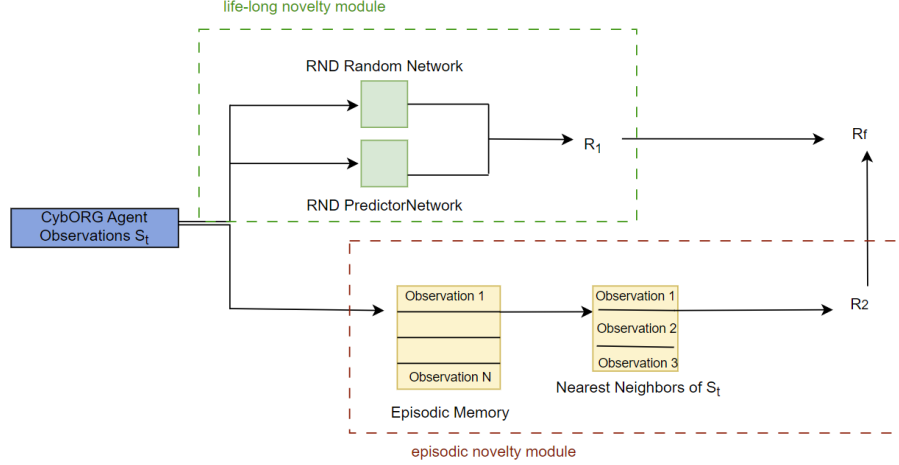 life-long novelty module
RND Random Network
RND PredictorNetwork
R1
Rf
CybORG Agent
Observations St
Observation 1
Observation N
Episodic Memory
Observation 1
Observation 2
Observation 3
Nearest Neighbors of St
R2
episodic novelty module